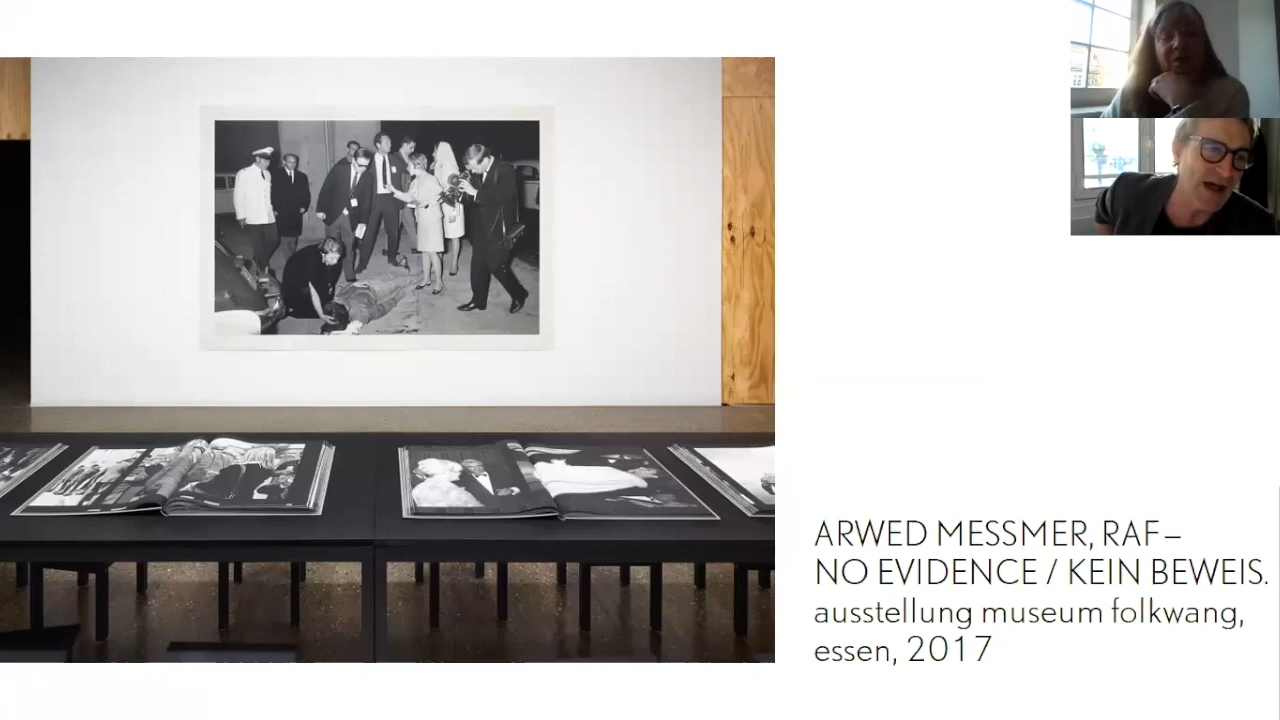 ARWED MESSMER, RAF–
NO EVIDENCE / KEIN BEWEIS.
ausstellung museum folkwang,
essen, 2017